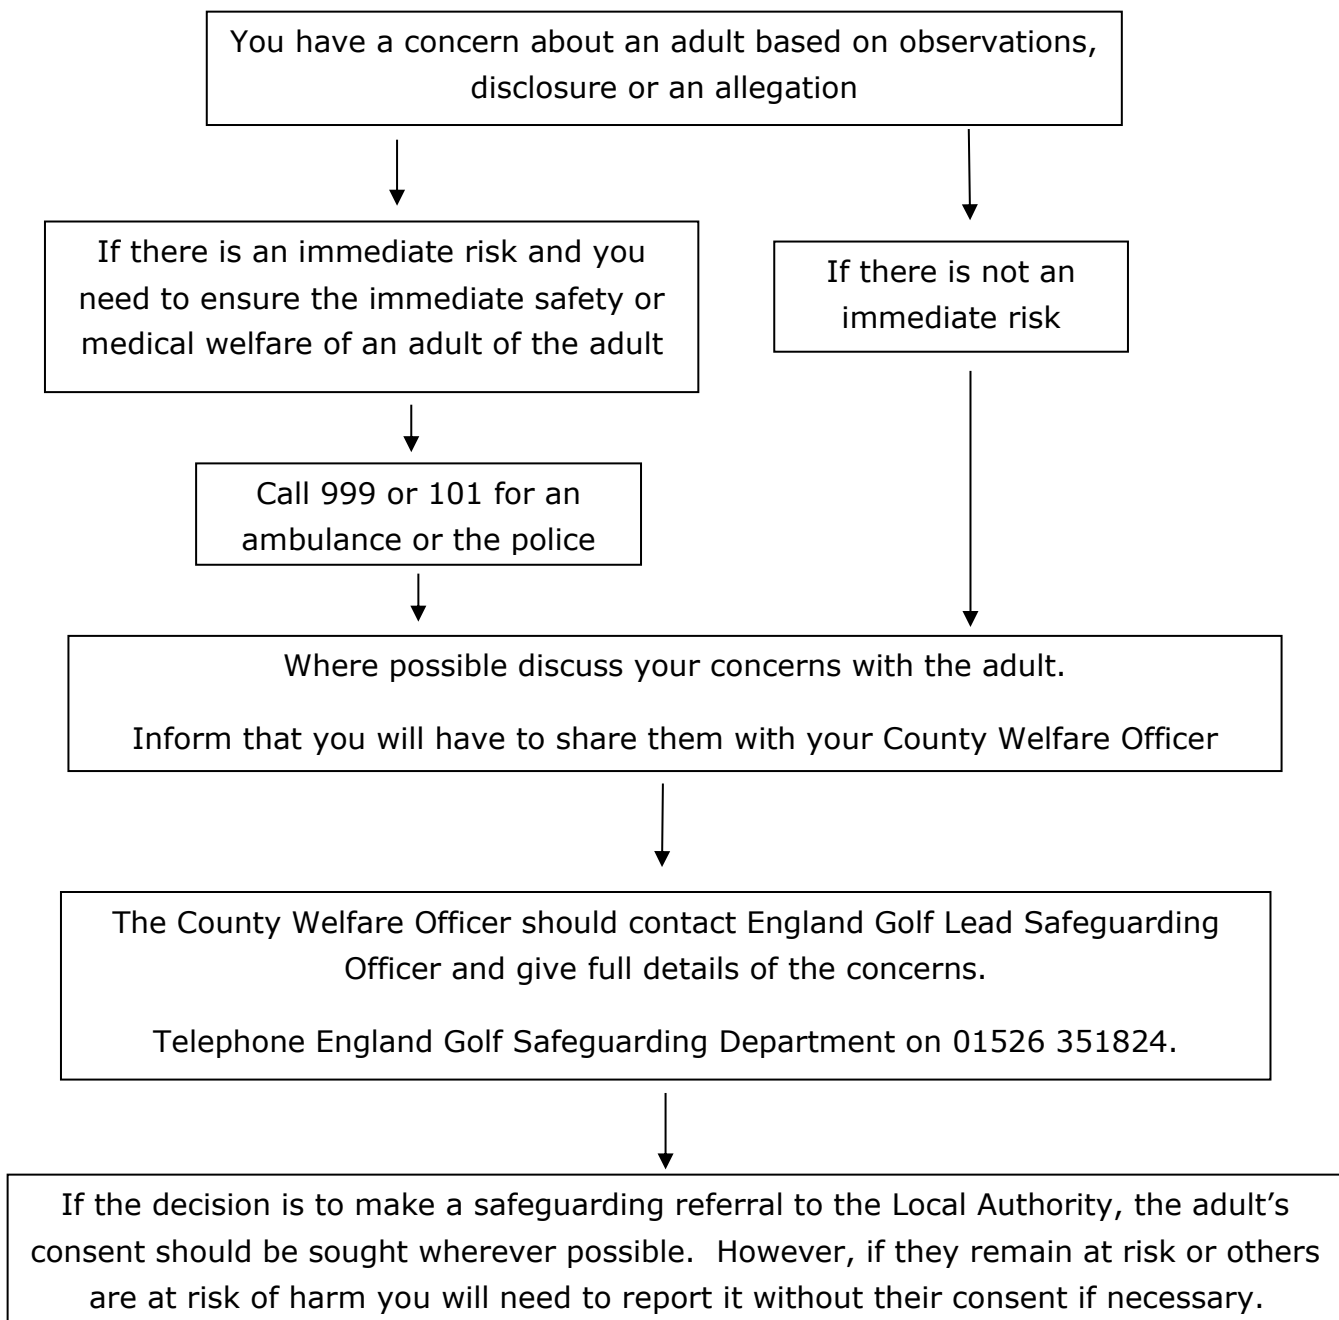 You have a concern about an adult based on observations,
disclosure or an allegation
If there is an immediate risk and you
need to ensure the immediate safety or
medical welfare of an adult of the adult
If there is not an
immediate risk
Call 999 or 101 for an
ambulance or the police
Where possible discuss your concerns with the adult.
Inform that you will have to share them with your County Welfare Officer
The County Welfare Officer should contact England Golf Lead Safeguarding
Officer and give full details of the concerns.
Telephone England Golf Safeguarding Department on 01526 351824.
If the decision is to make a safeguarding referral to the Local Authority, the adult’s
consent should be sought wherever possible.  However, if they remain at risk or others
are at risk of harm you will need to report it without their consent if necessary.